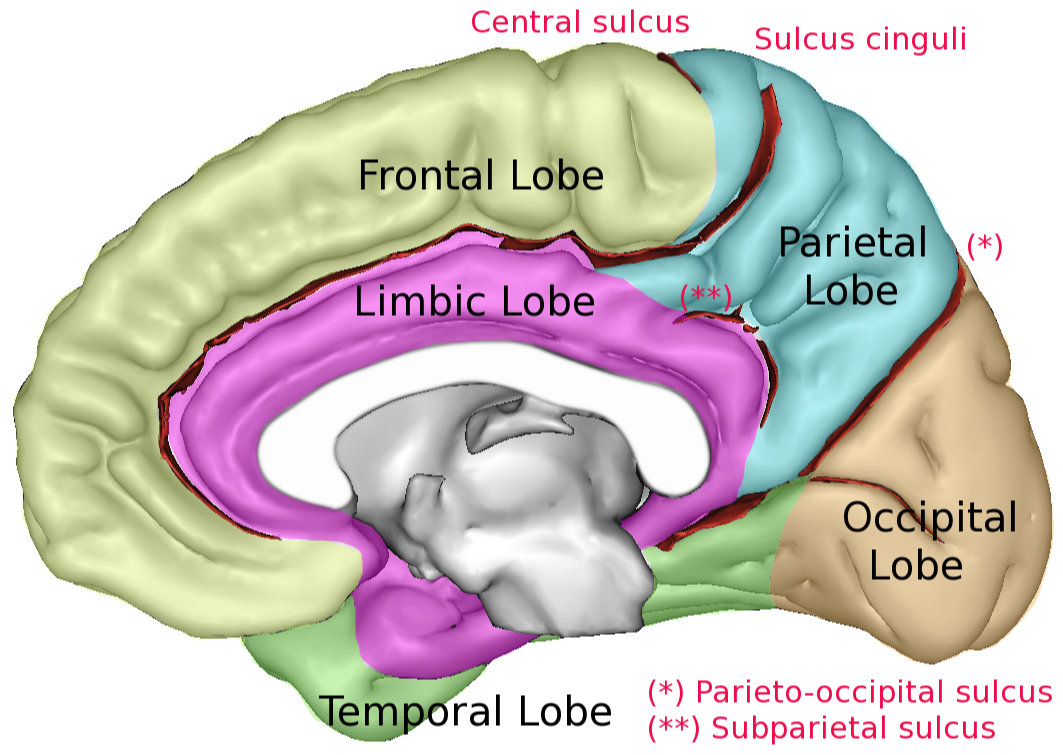 Central sulcus
Sulcus cinguli
Frontal Lobe
Parietal
Lobe
(*)
Limbic Lobe
(**)
Occipital
Lobe
Temporal Lobe
(*) Parieto-occipital sulcus
(**) Subparietal sulcus